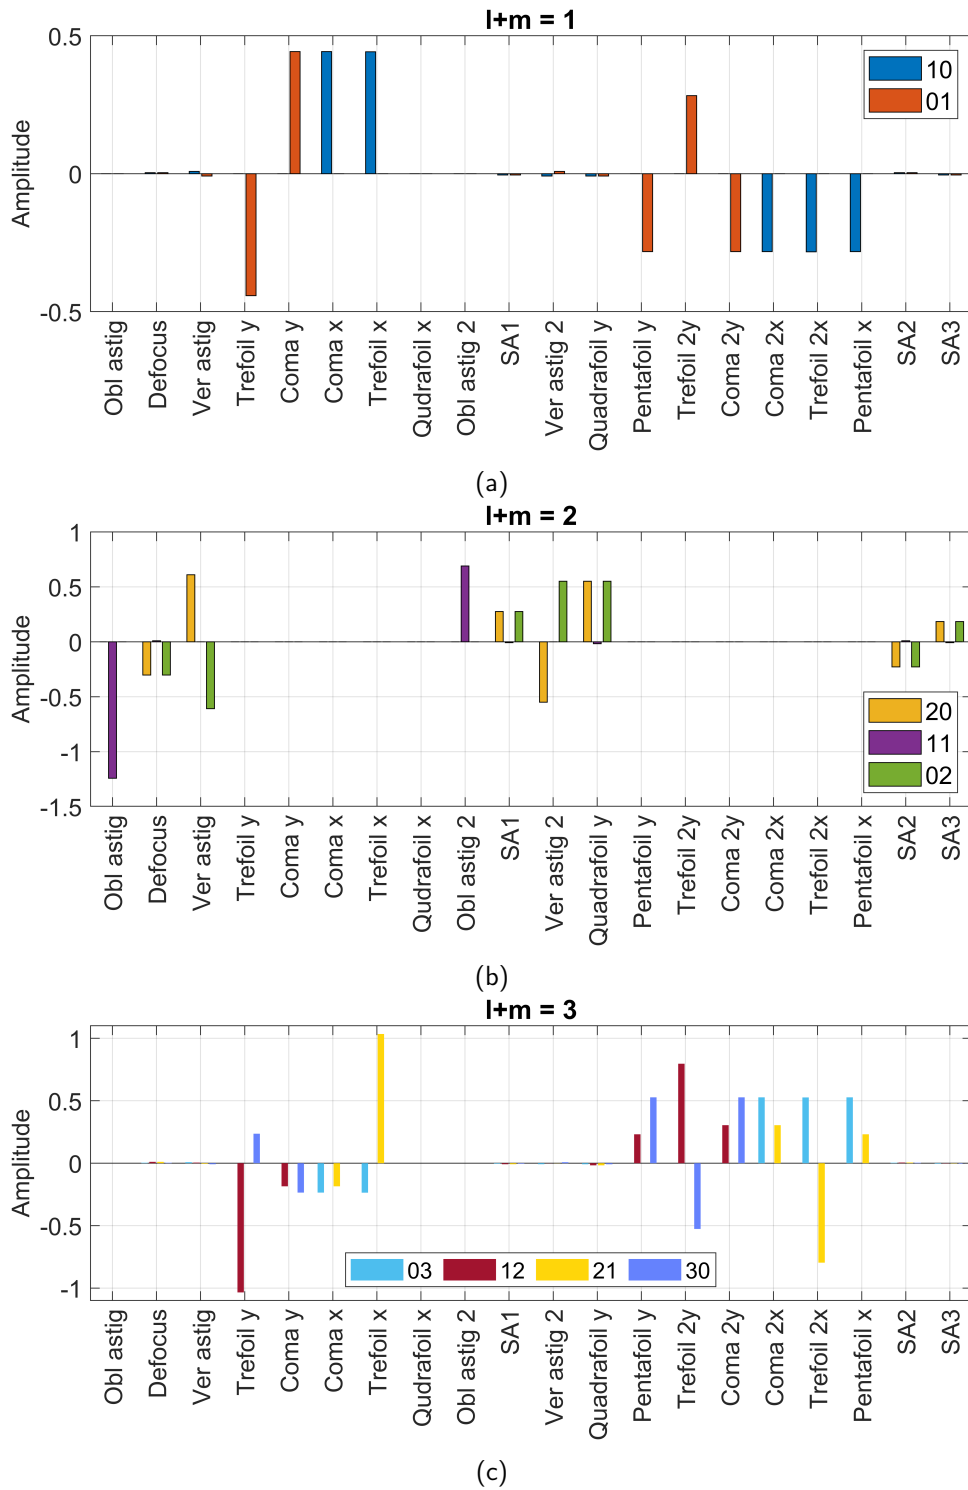 l+m = 1
0.5
0
-0.5
Amplitude
10
01
Obl astig
Defocus
Ver astig
Trefoil y
Coma y
Coma x
Trefoil x
Qudrafoil x
Obl astig 2
SA1
Ver astig 2
Quadrafoil y
Pentafoil y
Trefoil 2y
Coma 2y
Coma 2x
Trefoil 2x
Pentafoil x
SA2
SA3
(a)
l+m = 2
1
0.5
0
-0.5
-1
-1.5
Amplitude
20
11
02
Obl astig
Defocus
Ver astig
Trefoil y
Coma y
Coma x
Trefoil x
Qudrafoil x
Obl astig 2
SA1
Ver astig 2
Quadrafoil y
Pentafoil y
Trefoil 2y
Coma 2y
Coma 2x
Trefoil 2x
Pentafoil x
SA2
SA3
(b)
l+m = 3
1
0.5
0
-0.5
-1
Amplitude
03 12 21 30
Obl astig
Defocus
Ver astig
Trefoil y
Coma y
Coma x
Trefoil x
Qudrafoil x
Obl astig 2
SA1
Ver astig 2
Quadrafoil y
Pentafoil y
Trefoil 2y
Coma 2y
Coma 2x
Trefoil 2x
Pentafoil x
SA2
SA3
(c)